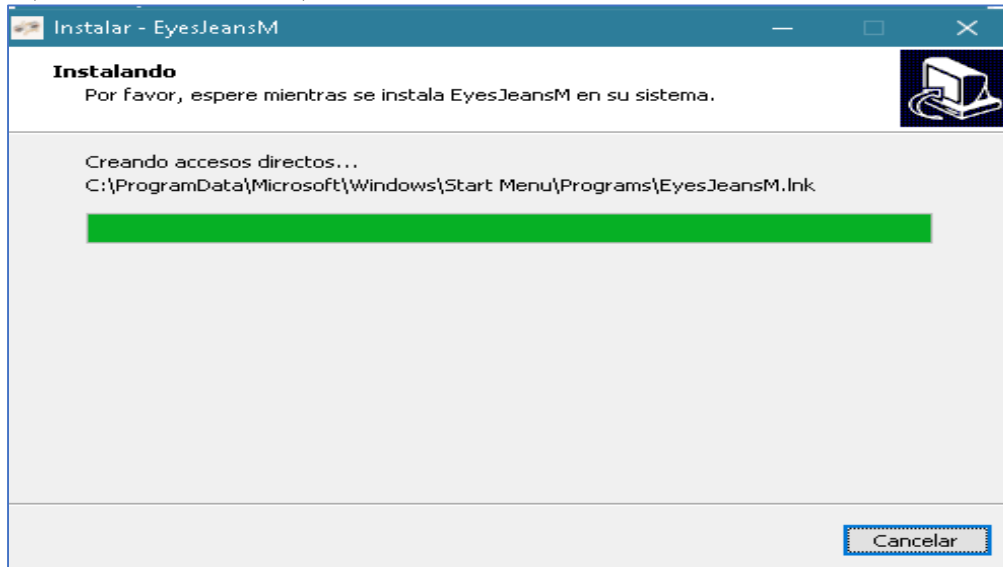 Instalar - EyesJeansM
Instalando
Por favor, espere mientras se instala EyesJeansM en su sistema.
Creando accesos directos...
C:\ProgramData\Microsoft\Windows\Start Menu\Programs\EyesJeansM.lnk
Cancelar